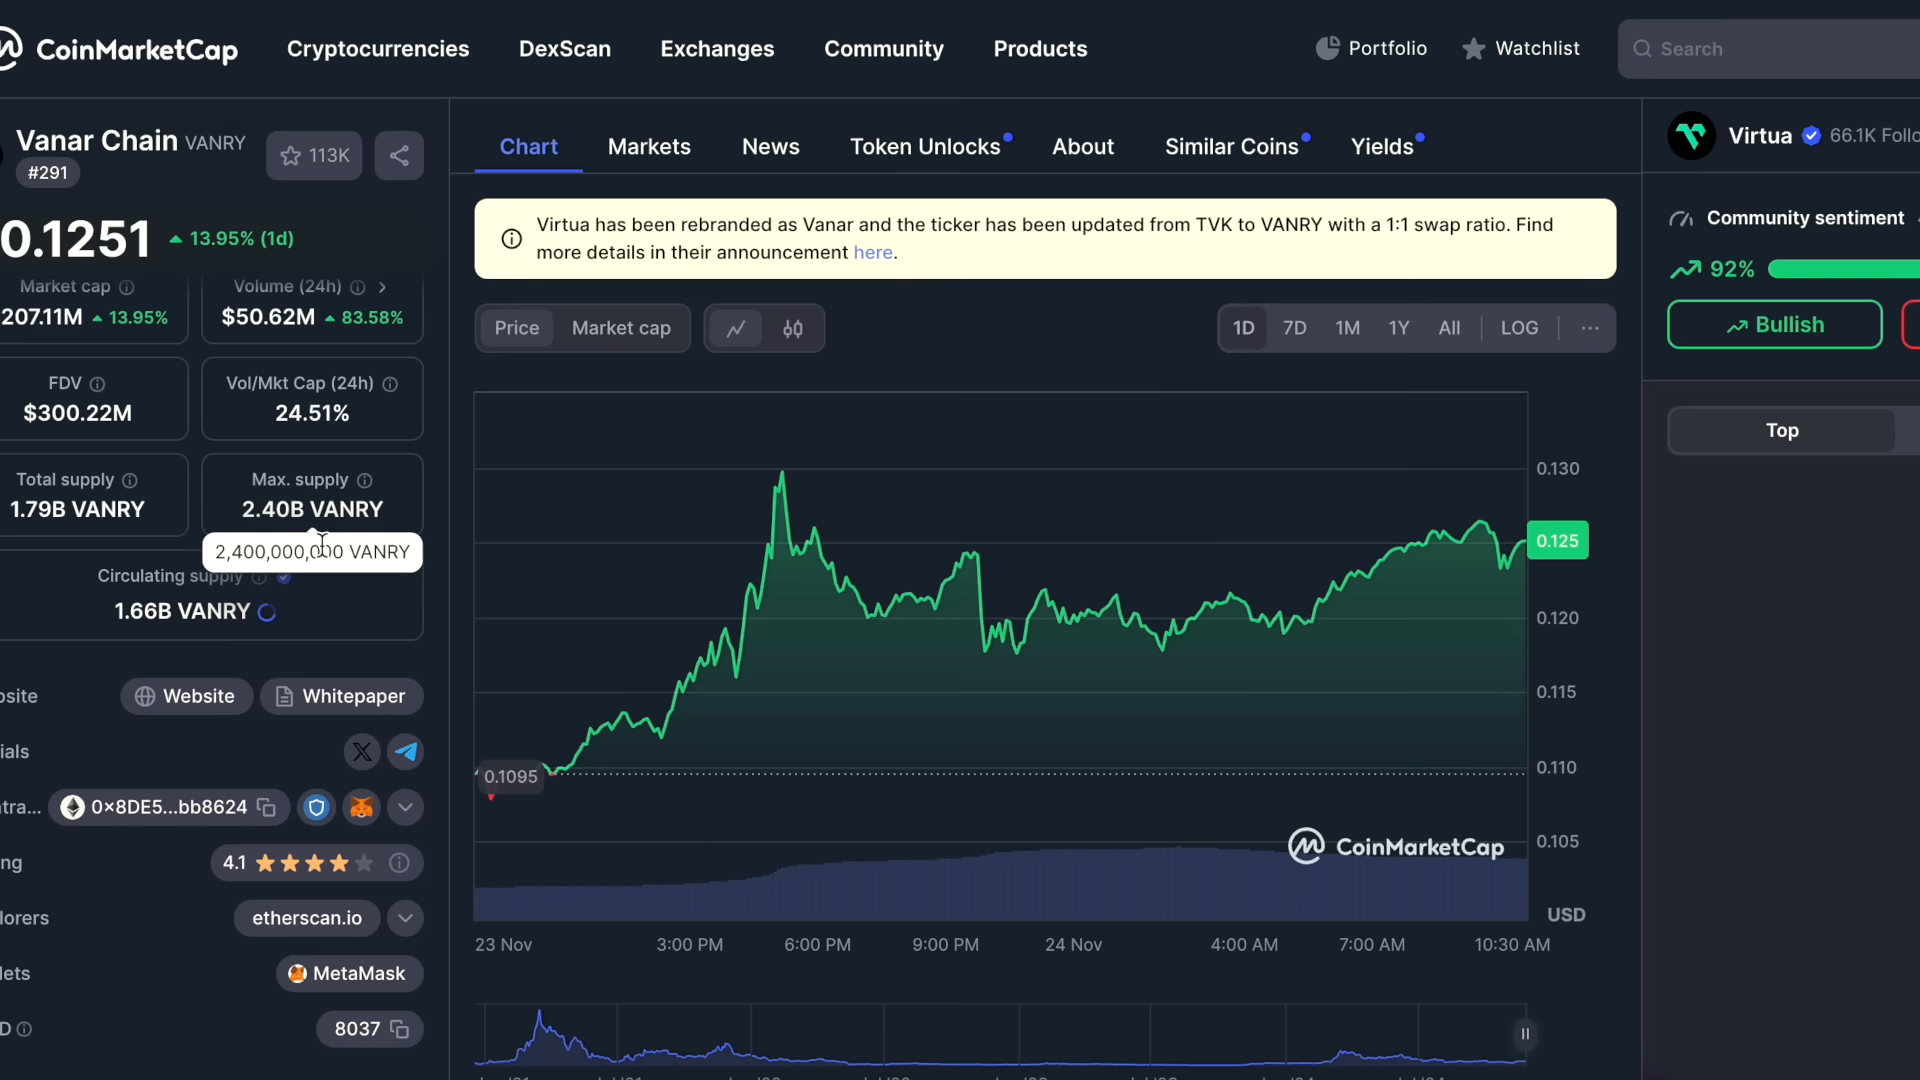 CoinMarketCap
Cryptocurrencies
DexScan
Exchanges
Community
Products
Portfolio
Watchlist
Search
Vanar Chain VANRY
#291
113K
0.1251
13.95% (1d)
Market cap
207.11M 13.95%
Volume (24h)
$50.62M 83.58%
FDV
$300.22M
Vol/Mkt Cap (24h)
24.51%
Total supply
1.79B VANRY
Max. supply
2.40B VANRY
2,400,000,000 VANRY
Circulating supply
1.66B VANRY
Website
Whitepaper
0x8DE5...bb8624
4.1
etherscan.io
MetaMask
8037
Chart
Markets
News
Token Unlocks
About
Similar Coins
Yields
Virtua has been rebranded as Vanar and the ticker has been updated from TVK to VANRY with a 1:1 swap ratio. Find
more details in their announcement here.
Price
Market cap
1D
7D
1M
1Y
All
LOG
0.130
0.125
0.120
0.115
0.110
0.105
0.1095
CoinMarketCap
USD
23 Nov
3:00 PM
6:00 PM
9:00 PM
24 Nov
4:00 AM
7:00 AM
10:30 AM
Virtua
66.1K Follo
Community sentiment
92%
Bullish
Top